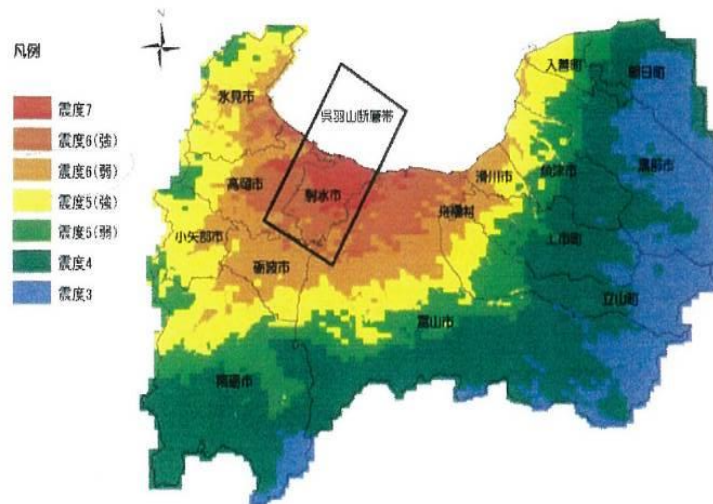 N
凡例
震度7
震度6(強)
震度6(弱)
震度5(強)
震度5(弱)
震度4
震度3
呉羽山断層帯
入善町
朝日町
氷見市
黒部市
魚津市
滑川市
高岡市
射水市
舟橋村
小矢部市
上市町
砺波市
立山町
富山市
南砺市